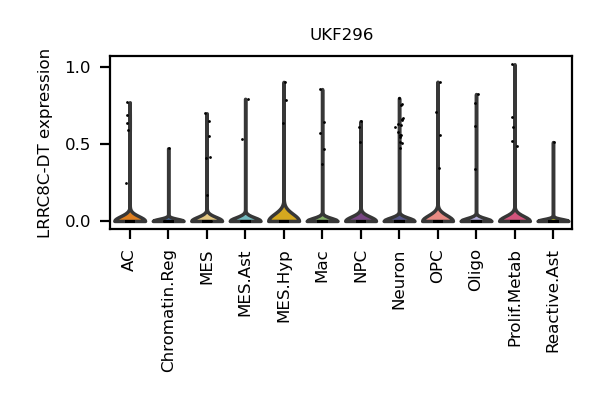 UKF296
LRRC8C-DT expression
1.0
0.5
0.0
AC
Chromatin.Reg
MES
MES.Ast
MES.Hyp
Mac
NPC
Neuron
OPC
Oligo
Prolif.Metab
Reactive.Ast